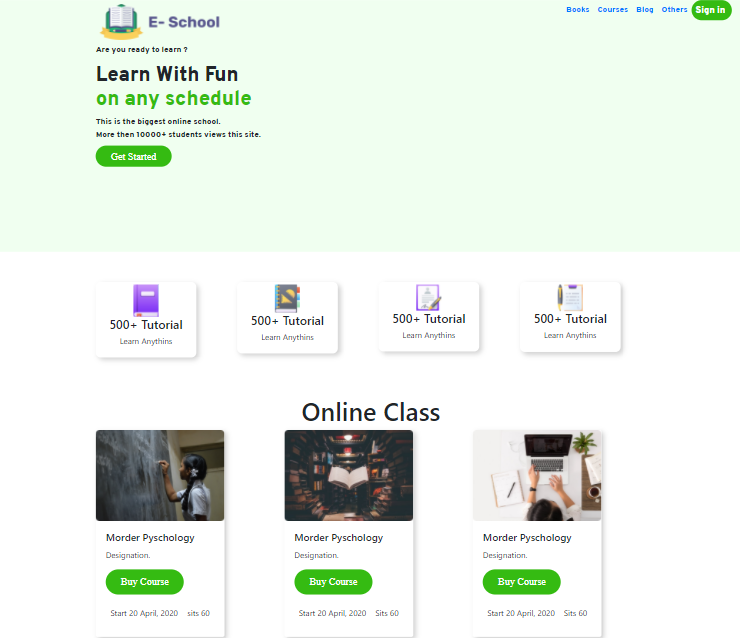 E- School
Books Courses Blog Others Sign in
Are you ready to learn ?
Learn With Fun
on any schedule
This is the biggest online school.
More then 10000+ students views this site.
Get Started
500+ Tutorial
Learn Anythins
500+ Tutorial
Learn Anythins
500+ Tutorial
Learn Anythins
500+ Tutorial
Learn Anythins
Online Class
Morder Pyschology
Designation.
Buy Course
Start 20 April, 2020 sits 60
Morder Pyschology
Designation.
Buy Course
Start 20 April, 2020 Sits 60
Morder Pyschology
Designation.
Buy Course
Start 20 April, 2020 Sits 60